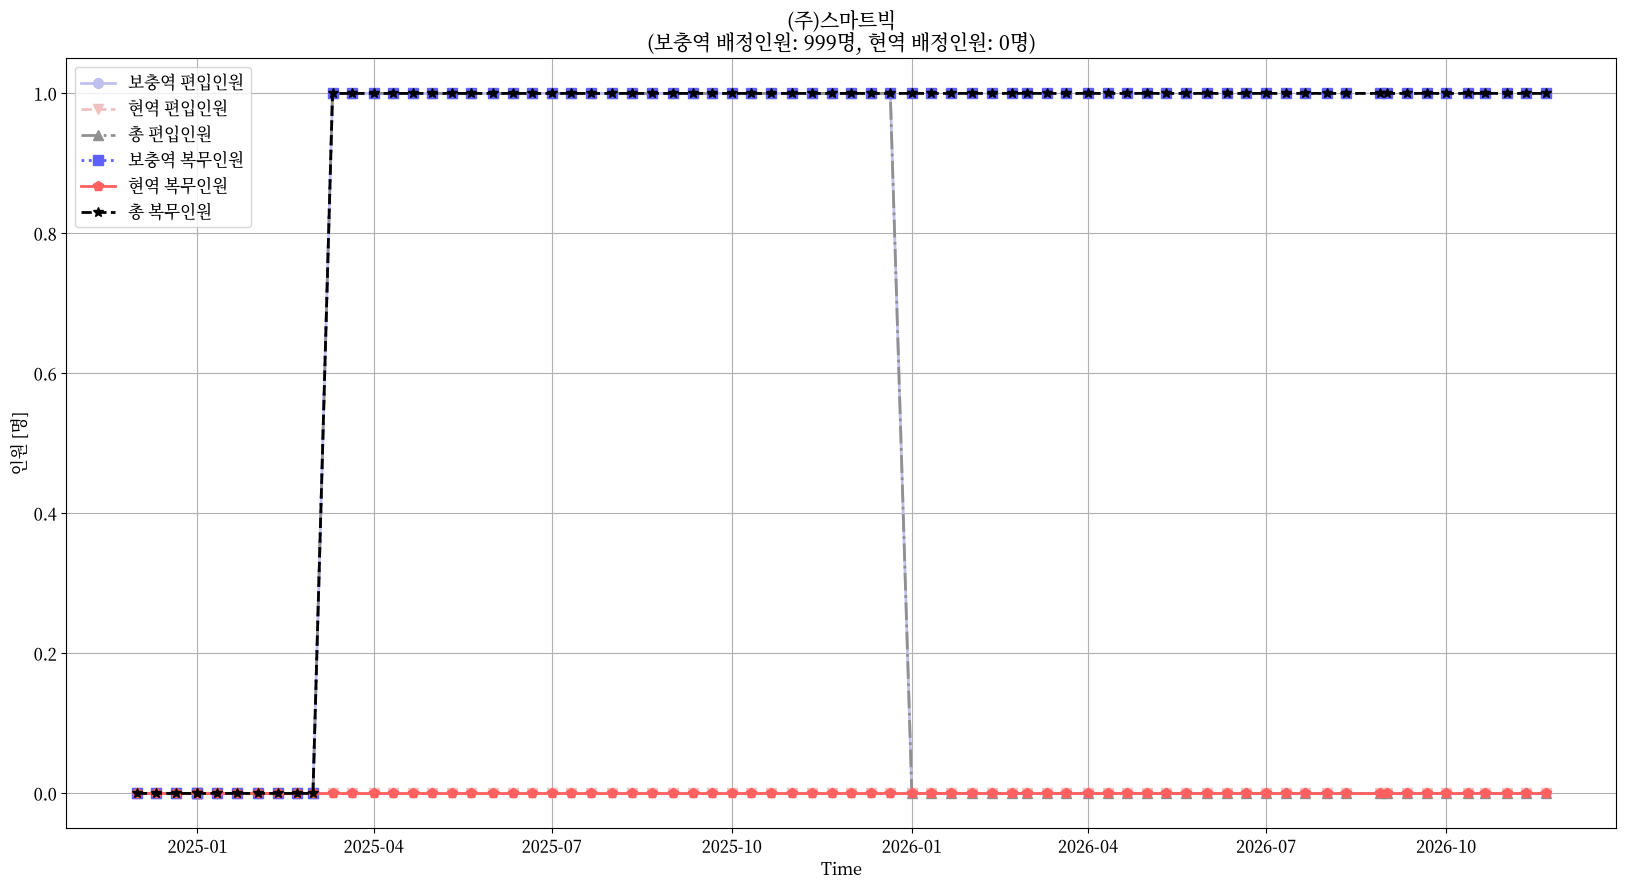 (주)스마트빅
(보충역 배정인원: 999명, 현역 배정인원: 0명)
보충역 편입인원
현역 편입인원
총 편입인원
보충역 복무인원
현역 복무인원
총 복무인원
인원 [명]
1.0
0.8
0.6
0.4
0.2
0.0
2025-01 2025-04 2025-07 2025-10 2026-01 2026-04 2026-07 2026-10
Time